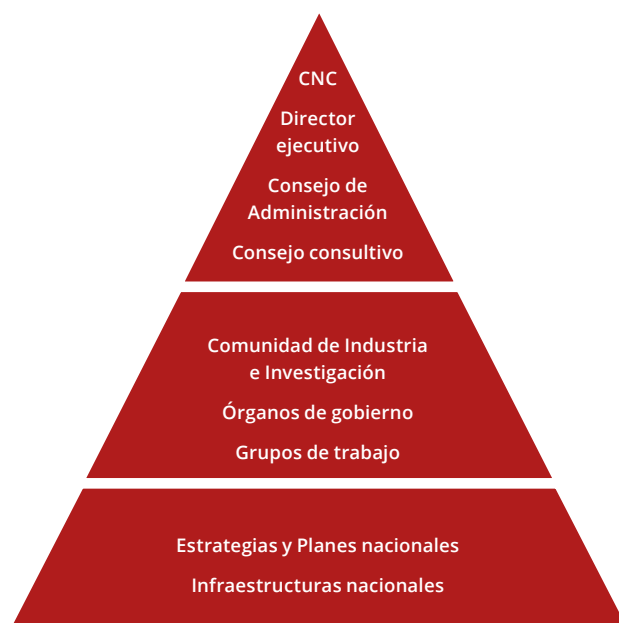 CNC
Director
ejecutivo
Consejo de
Administración
Consejo consultivo
Comunidad de Industria
e Investigación
Órganos de gobierno
Grupos de trabajo
Estrategias y Planes nacionales
Infraestructuras nacionales